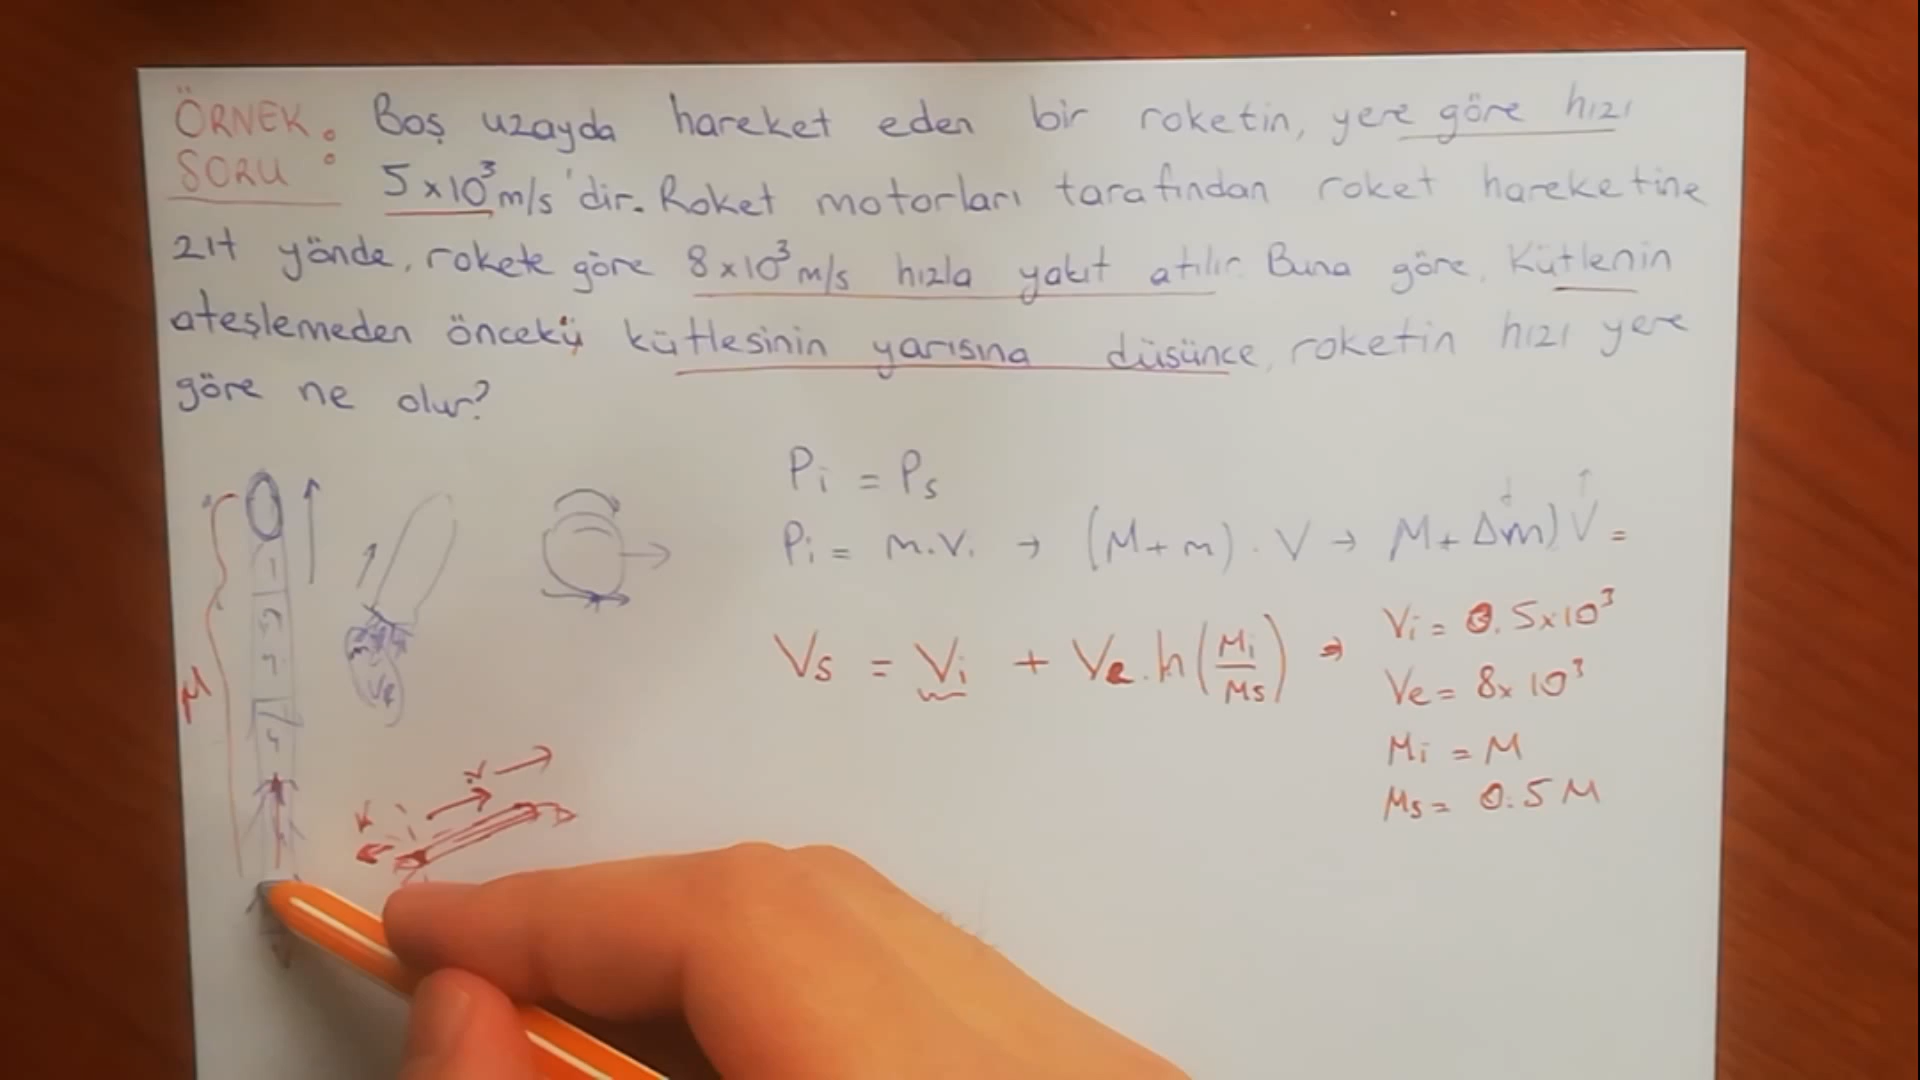 ÖRNEK SORU: Boş uzayda hareket eden bir roketin, yere göre hızı
5x10³ m/s'dir. Roket motorları tarafından roket hareketine
zıt yönde, rokete göre 8x10³ m/s hızla yakıt atılır. Buna göre, Kütlenin
ateşlemeden önceki kütlesinin yarısına düşünce, roketin hızı yere
göre ne olur?
Pi = Ps
Pi = m.Vi → (M+m).V → M+Δm)V =
Vs = Vi + Ve.ln(Mi/Ms) ⇒
Vi = 0.5x10³
Ve = 8x10³
Mi = M
Ms = 0.5M
M
Ve